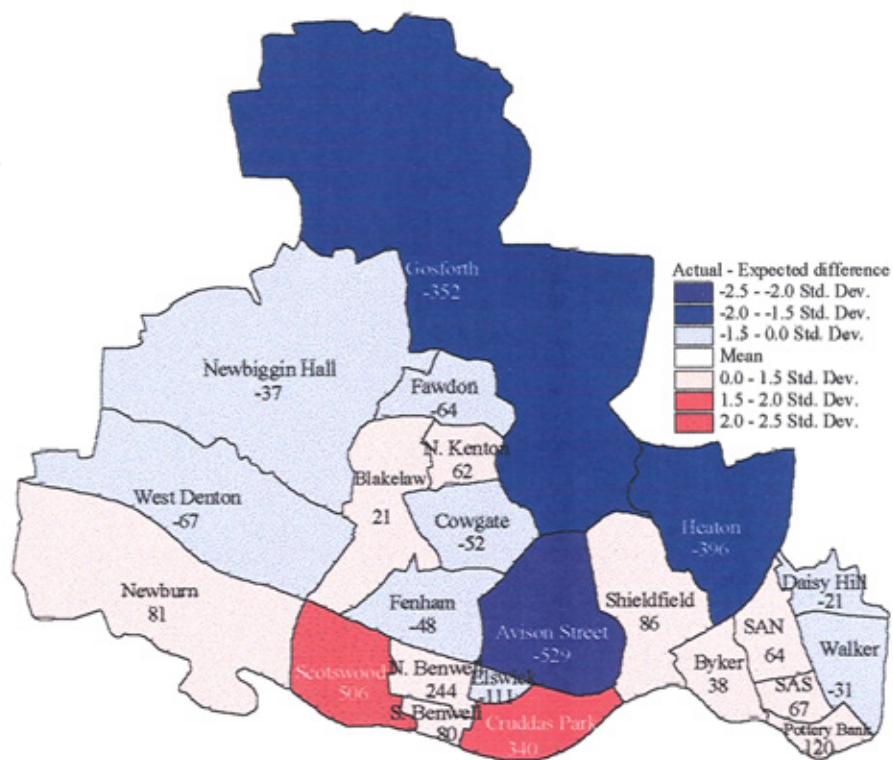 Gosforth
-352
Actual - Expected difference
-2.5 - -2.0 Std. Dev.
-2.0 - -1.5 Std. Dev.
-1.5 - 0.0 Std. Dev.
Mean
0.0 - 1.5 Std. Dev.
1.5 - 2.0 Std. Dev.
2.0 - 2.5 Std. Dev.
Newbiggin Hall
-37
Fawdon
-64
N. Kenton
62
Blakelaw
21
West Denton
-67
Cowgate
-52
Heaton
-396
Newburn
81
Fenham
-48
Avison Street
-529
Shieldfield
86
Daisy Hill
-21
SAN
64
Walker
-31
Byker
38
SAS
67
Scotswood
506
N. Benwell
244
Elswick
-111
S. Benwell
80
Cruddas Park
340
Pottery Bank
-120